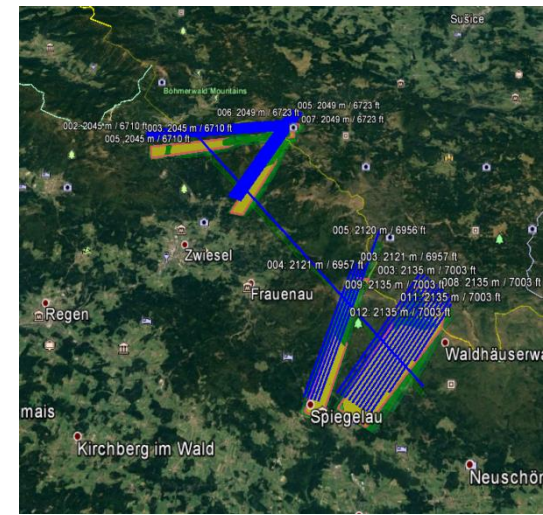 Sušice
Böhmerwald Mountains
005: 2049 m / 6723 ft
006: 2049 m / 6723 ft
007: 2049 m / 6723 ft
002: 2045 m / 6710 ft
003: 2045 m / 6710 ft
005: 2045 m / 6710 ft
005: 2120 m / 6956 ft
Zwiesel
003: 2121 m / 6957 ft
004: 2121 m / 6957 ft
003: 2135 m / 7003 ft
009: 2135 m / 7003 ft
008: 2135 m / 7003 ft
Frauenau
011: 2135 m / 7003 ft
Regen
012: 2135 m / 7003 ft
Waldhäuserwa
mais
Spiegelau
Kirchberg im Wald
Neuschör